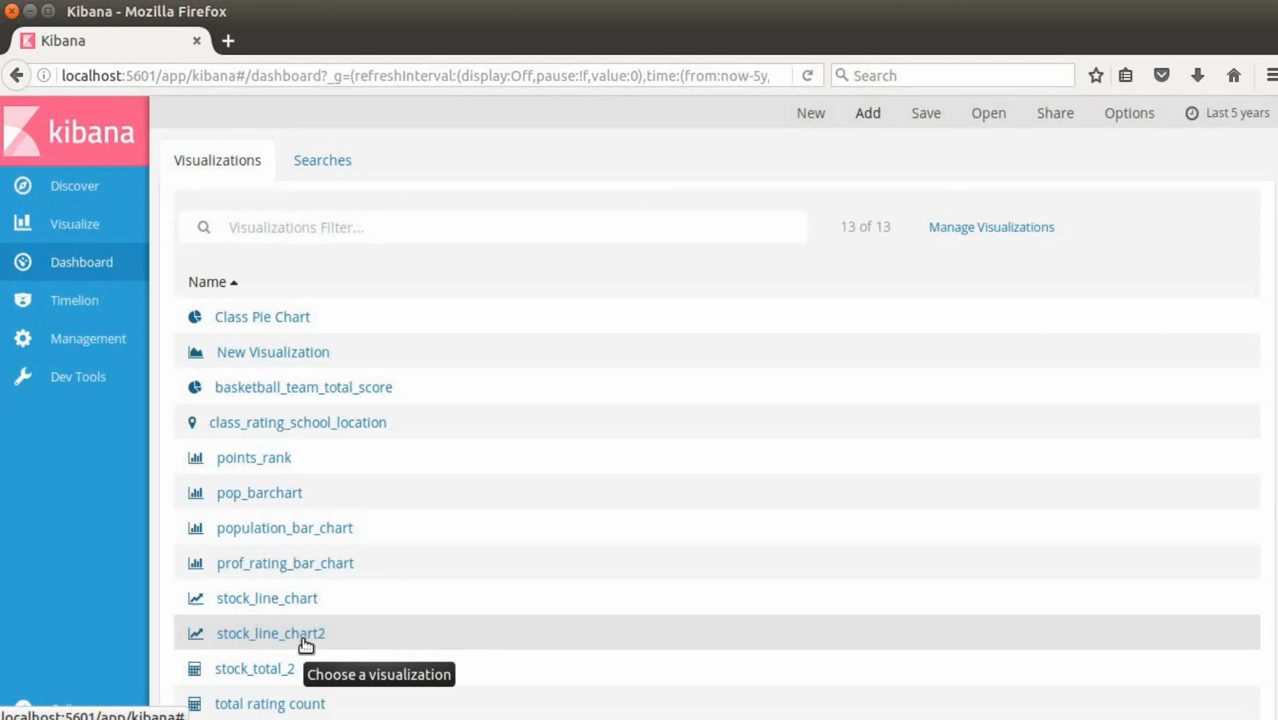 Kibana - Mozilla Firefox
Kibana
localhost:5601/app/kibana#/dashboard?_g=(refreshInterval:(display:Off,pause:!f,value:0),time:(from:now-5y,
Search
kibana
New Add Save Open Share Options Last 5 years
Visualizations Searches
Discover
Visualize
Dashboard
Timelion
Management
Dev Tools
Visualizations Filter...
13 of 13
Manage Visualizations
Name
Class Pie Chart
New Visualization
basketball_team_total_score
class_rating_school_location
points_rank
pop_barchart
population_bar_chart
prof_rating_bar_chart
stock_line_chart
stock_line_chart2
stock_total_2
Choose a visualization
total rating count
localhost:5601/app/kibana#